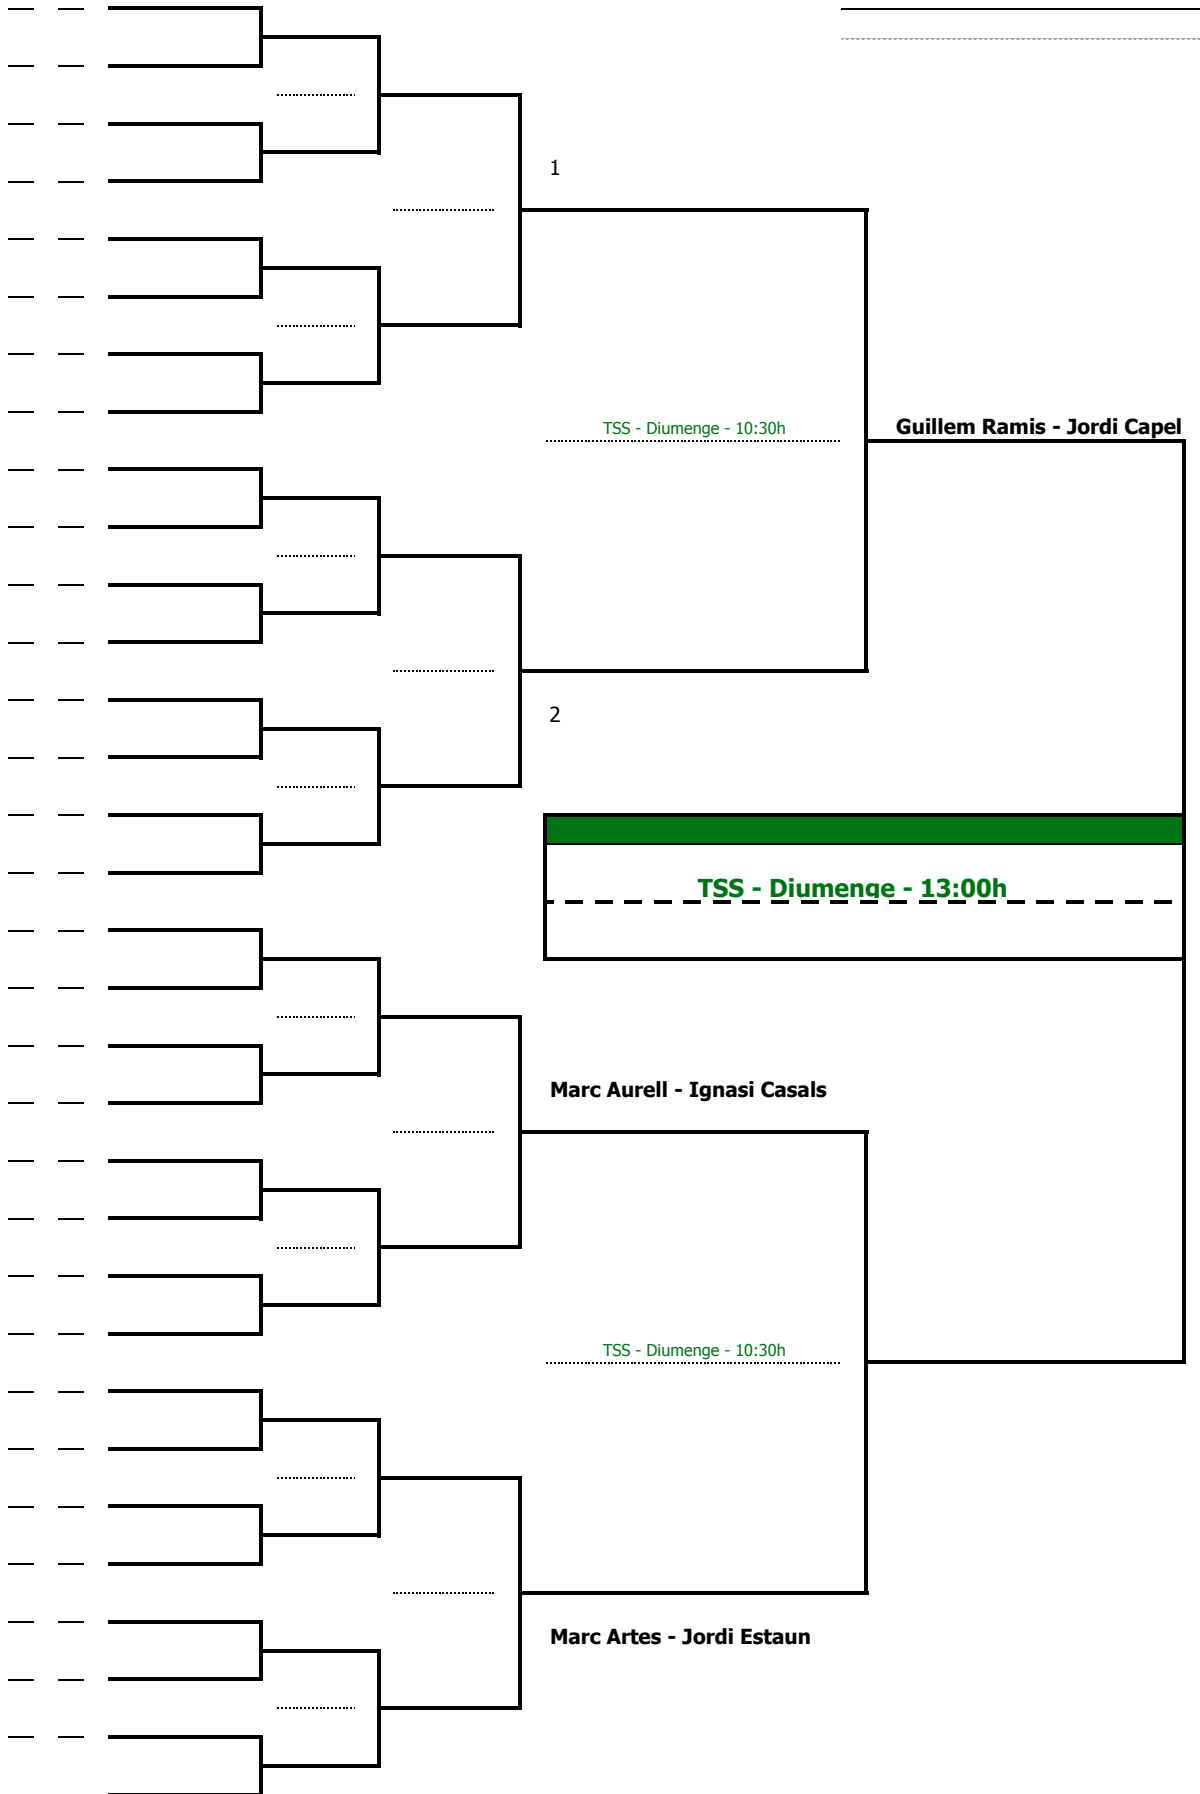 1
TSS - Diumenge - 10:30h
Guillem Ramis - Jordi Capel
2
TSS - Diumenge - 13:00h
Marc Aurell - Ignasi Casals
TSS - Diumenge - 10:30h
Marc Artes - Jordi Estaun